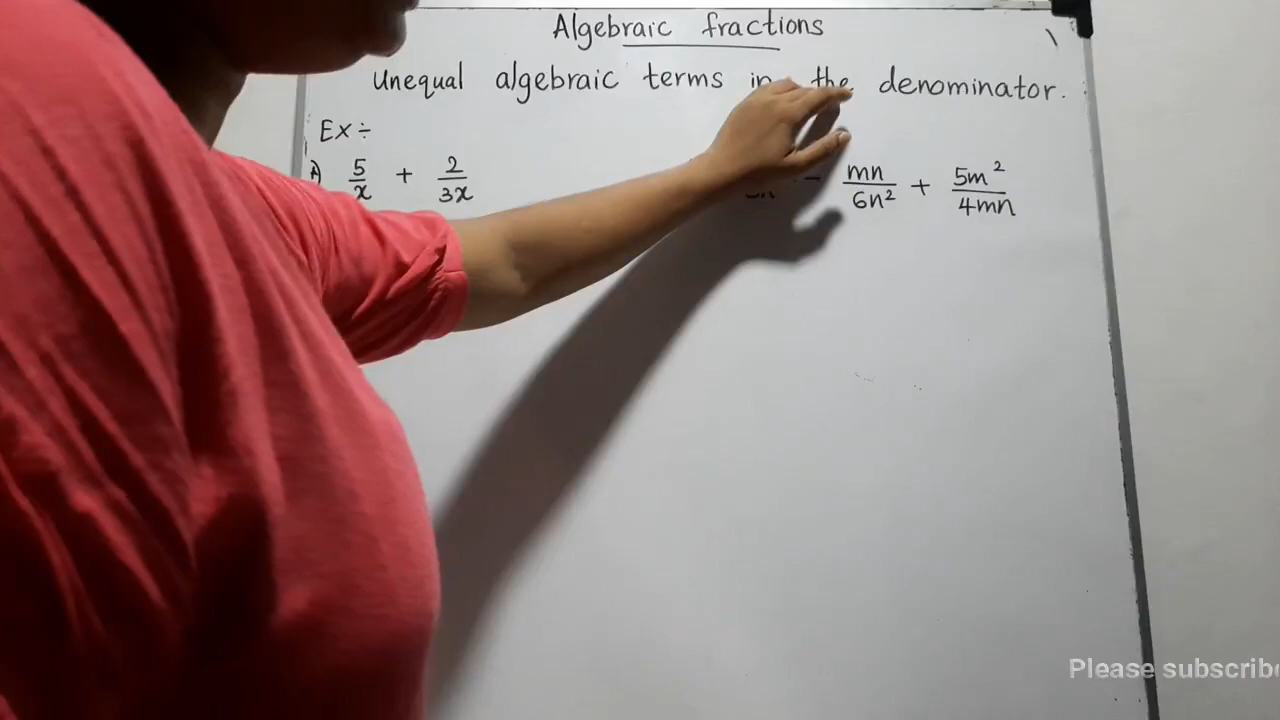 Algebraic fractions
Unequal algebraic terms in the denominator.
Ex÷
A) 5/x + 2/3x
− mn/6n² + 5m²/4mn
Please subscribe